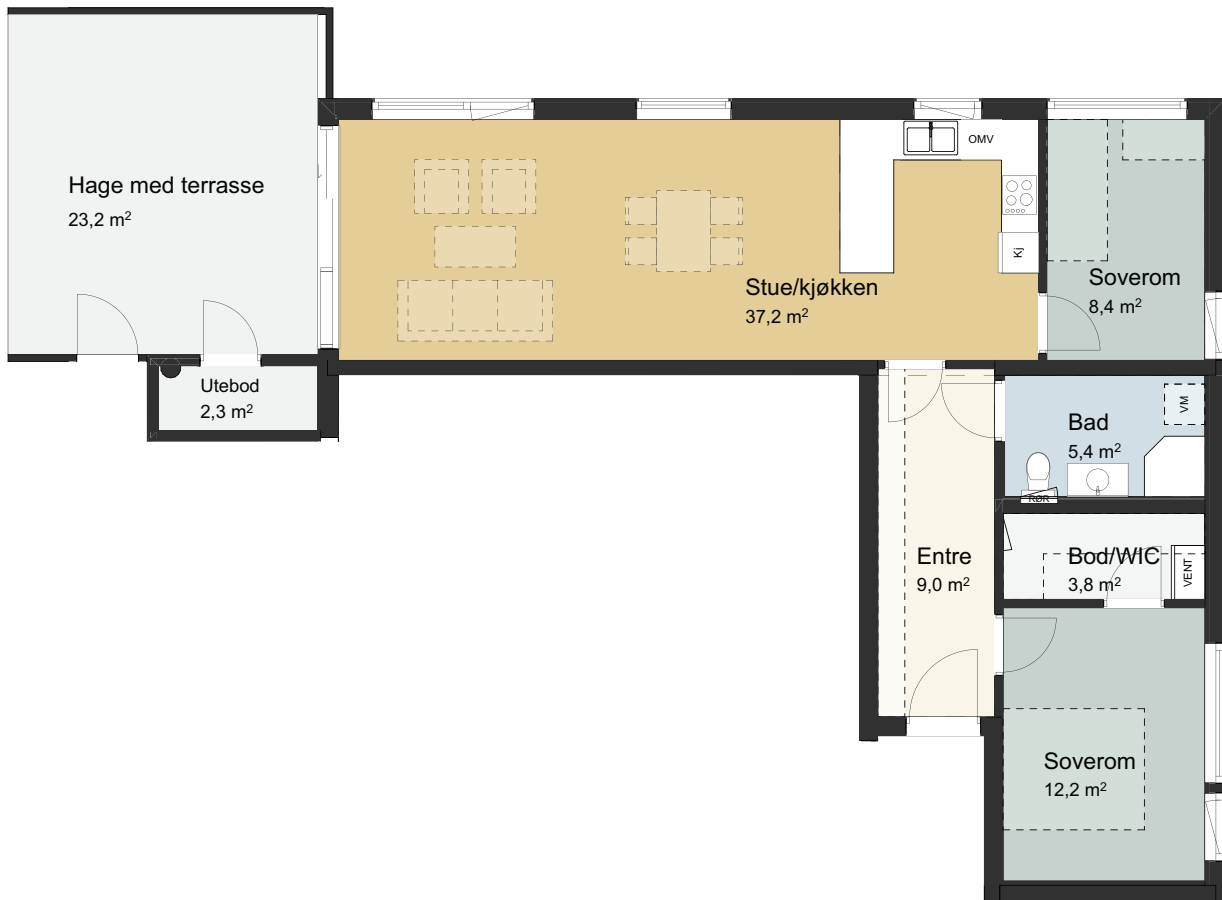 Hage med terrasse
23,2 m²
OMV
Kj
Stue/kjøkken
37,2 m²
Soverom
8,4 m²
Utebod
2,3 m²
VM
Bad
5,4 m²
RØR
Entre
9,0 m²
Bod/WIC
3,8 m²
VENT
Soverom
12,2 m²